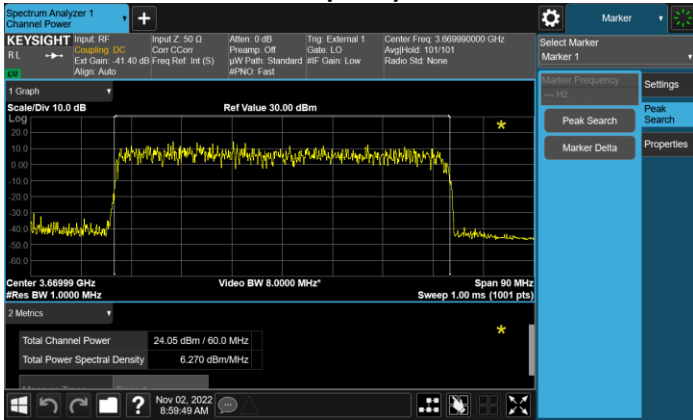 Spectrum Analyzer 1
Channel Power
+
Marker
KEYSIGHT
RL
LXI
Input: RF
Coupling: DC
Ext Gain: -41.40 dB
Align: Auto
Input Z: 50 Ω
Corr CCorr
Freq Ref: Int (S)
Atten: 0 dB
Preamp: Off
µW Path: Standard
#PNO: Fast
Trig: External 1
Gate: LO
#IF Gain: Low
Center Freq: 3.669990000 GHz
Avg|Hold: 101/101
Radio Std: None
Select Marker
Marker 1
Marker Frequency
--- Hz
Peak Search
Marker Delta
Settings
Peak
Search
Properties
1 Graph
Scale/Div 10.0 dB
Ref Value 30.00 dBm
Log
20.0
10.0
0.00
-10.0
-20.0
-30.0
-40.0
-50.0
-60.0
*
Center 3.66999 GHz
#Res BW 1.0000 MHz
Video BW 8.0000 MHz*
Span 90 MHz
Sweep 1.00 ms (1001 pts)
2 Metrics
*
Total Channel Power 24.05 dBm / 60.0 MHz
Total Power Spectral Density 6.270 dBm/MHz
?
Nov 02, 2022
8:59:49 AM